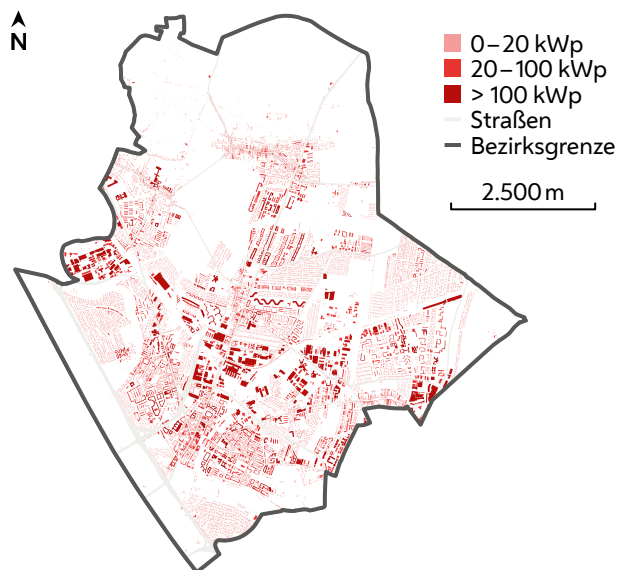 N
0–20 kWp
20–100 kWp
> 100 kWp
Straßen
Bezirksgrenze
2.500 m